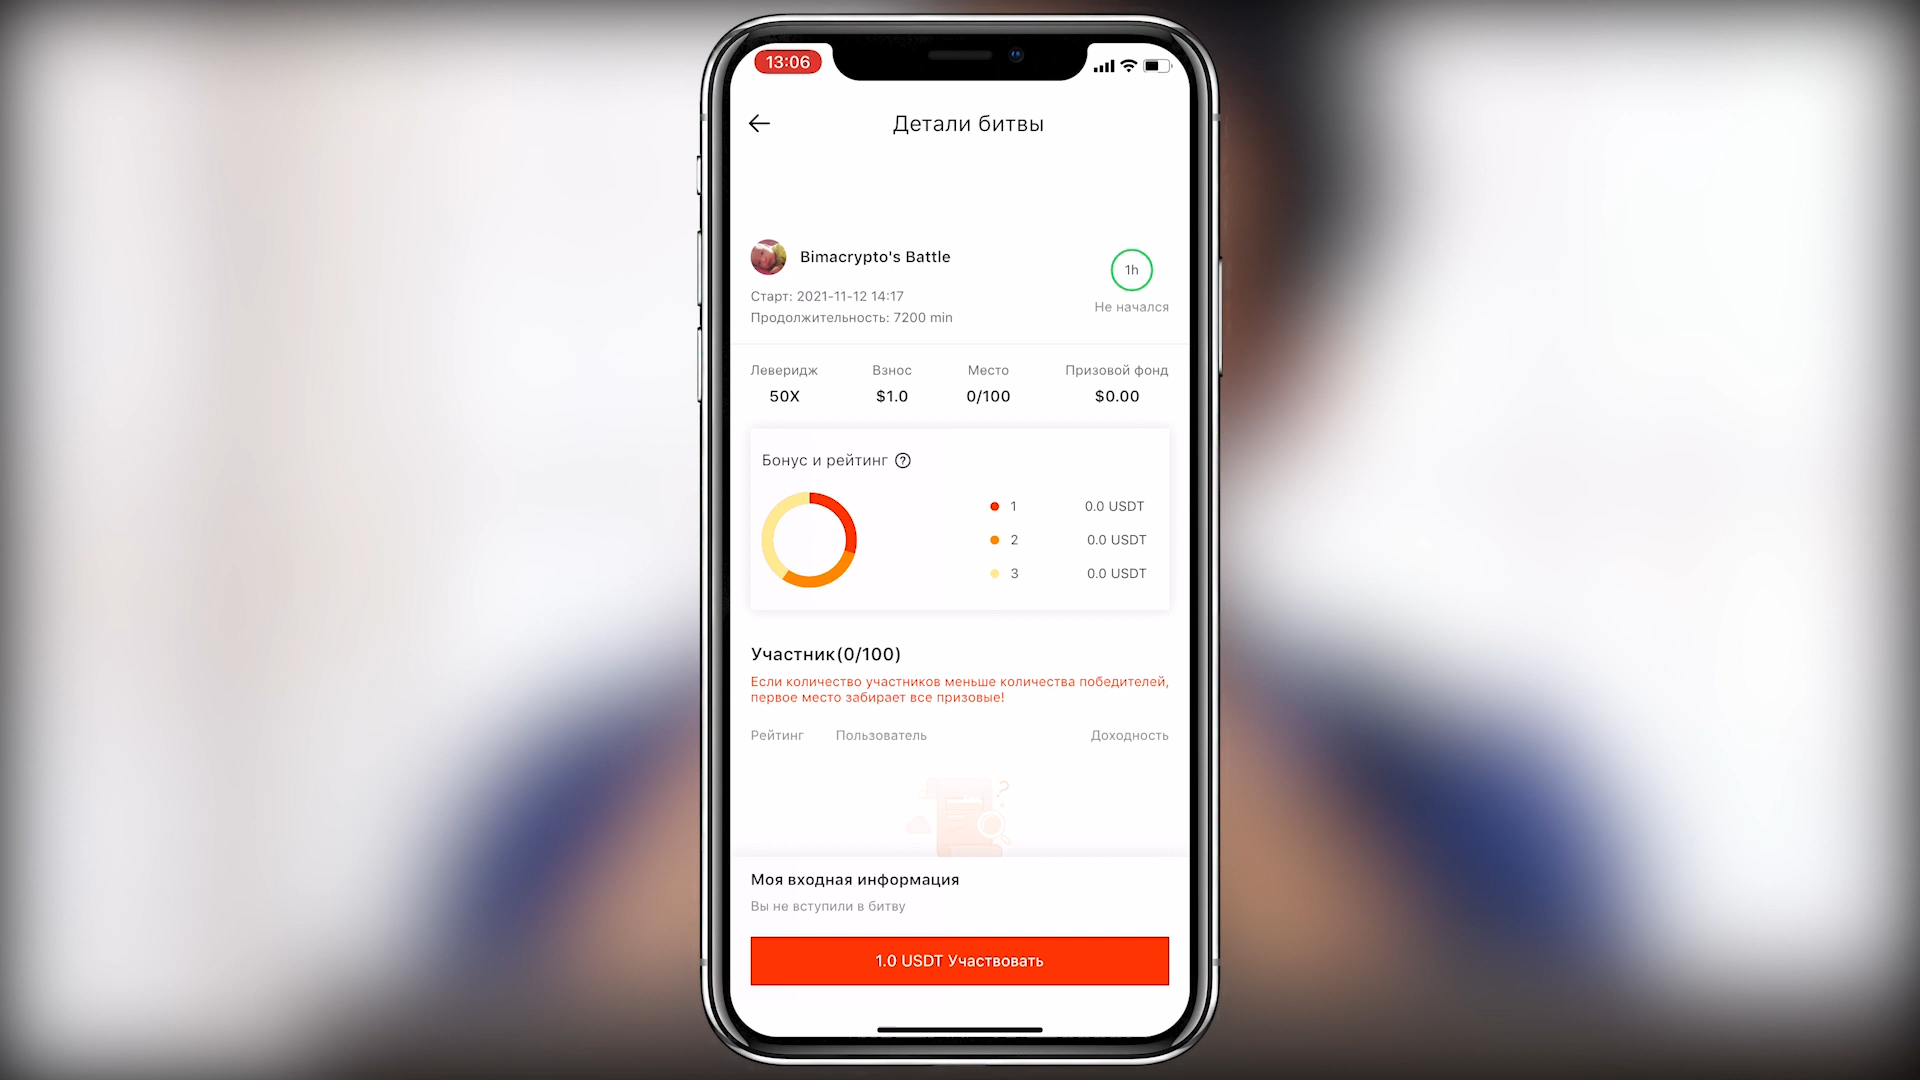 13:06
Детали битвы
Bimacrypto's Battle
1h
Старт: 2021-11-12 14:17
Не начался
Продолжительность: 7200 min
Леверидж Взнос Место Призовой фонд
50X $1.0 0/100 $0.00
Бонус и рейтинг ?
1 0.0 USDT
2 0.0 USDT
3 0.0 USDT
Участник(0/100)
Если количество участников меньше количества победителей,
первое место забирает все призовые!
Рейтинг Пользователь Доходность
Моя входная информация
Вы не вступили в битву
1.0 USDT Участвовать